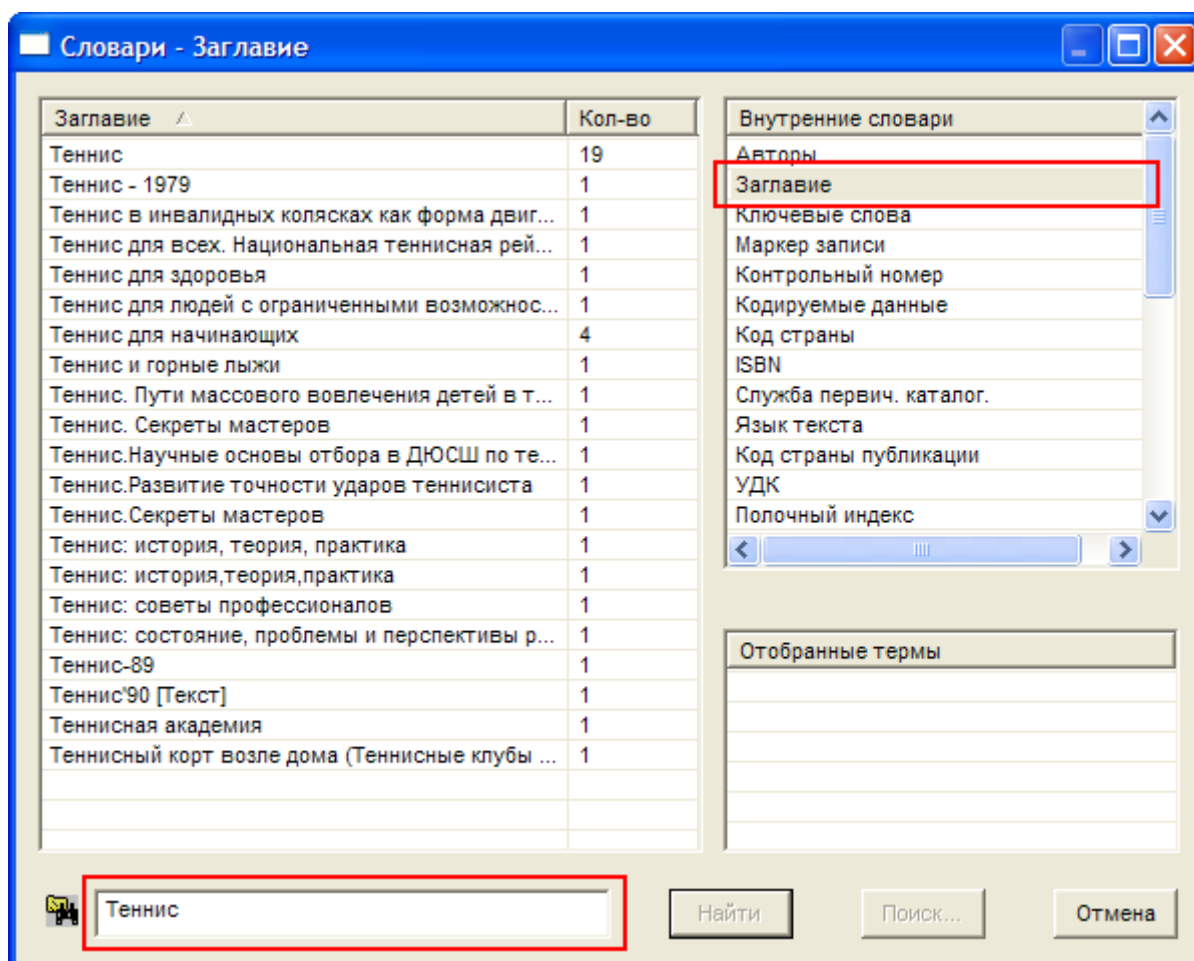 Словари - Заглавие
Заглавие Кол-во
Теннис 19
Теннис - 1979 1
Теннис в инвалидных колясках как форма двиг... 1
Теннис для всех. Национальная теннисная рей... 1
Теннис для здоровья 1
Теннис для людей с ограниченными возможнос... 1
Теннис для начинающих 4
Теннис и горные лыжи 1
Теннис. Пути массового вовлечения детей в т... 1
Теннис. Секреты мастеров 1
Теннис.Научные основы отбора в ДЮСШ по те... 1
Теннис.Развитие точности ударов теннисиста 1
Теннис.Секреты мастеров 1
Теннис: история, теория, практика 1
Теннис: история,теория,практика 1
Теннис: советы профессионалов 1
Теннис: состояние, проблемы и перспективы р... 1
Теннис-89 1
Теннис'90 [Текст] 1
Теннисная академия 1
Теннисный корт возле дома (Теннисные клубы ... 1
Внутренние словари
Авторы
Заглавие
Ключевые слова
Маркер записи
Контрольный номер
Кодируемые данные
Код страны
ISBN
Служба первич. каталог.
Язык текста
Код страны публикации
УДК
Полочный индекс
Отобранные термы
Теннис
Найти
Поиск...
Отмена